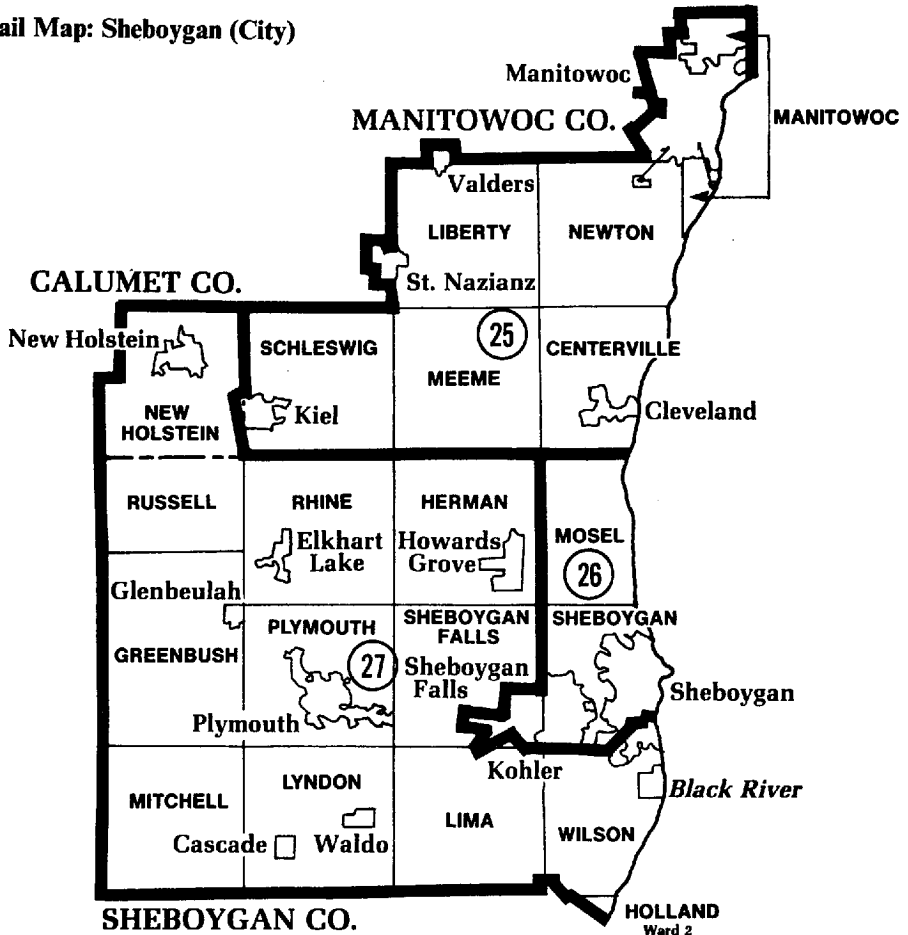 ail Map: Sheboygan (City)
Manitowoc
MANITOWOC CO.
MANITOWOC
Valders
LIBERTY
NEWTON
St. Nazianz
CALUMET CO.
New Holstein
SCHLESWIG
25
CENTERVILLE
MEEME
NEW
HOLSTEIN
Kiel
Cleveland
RUSSELL
RHINE
HERMAN
Elkhart
Lake
Howards
Grove
MOSEL
26
Glenbeulah
GREENBUSH
PLYMOUTH
SHEBOYGAN
FALLS
SHEBOYGAN
27
Sheboygan
Falls
Sheboygan
Plymouth
Kohler
Black River
MITCHELL
LYNDON
LIMA
WILSON
Cascade
Waldo
SHEBOYGAN CO.
HOLLAND
Ward 2